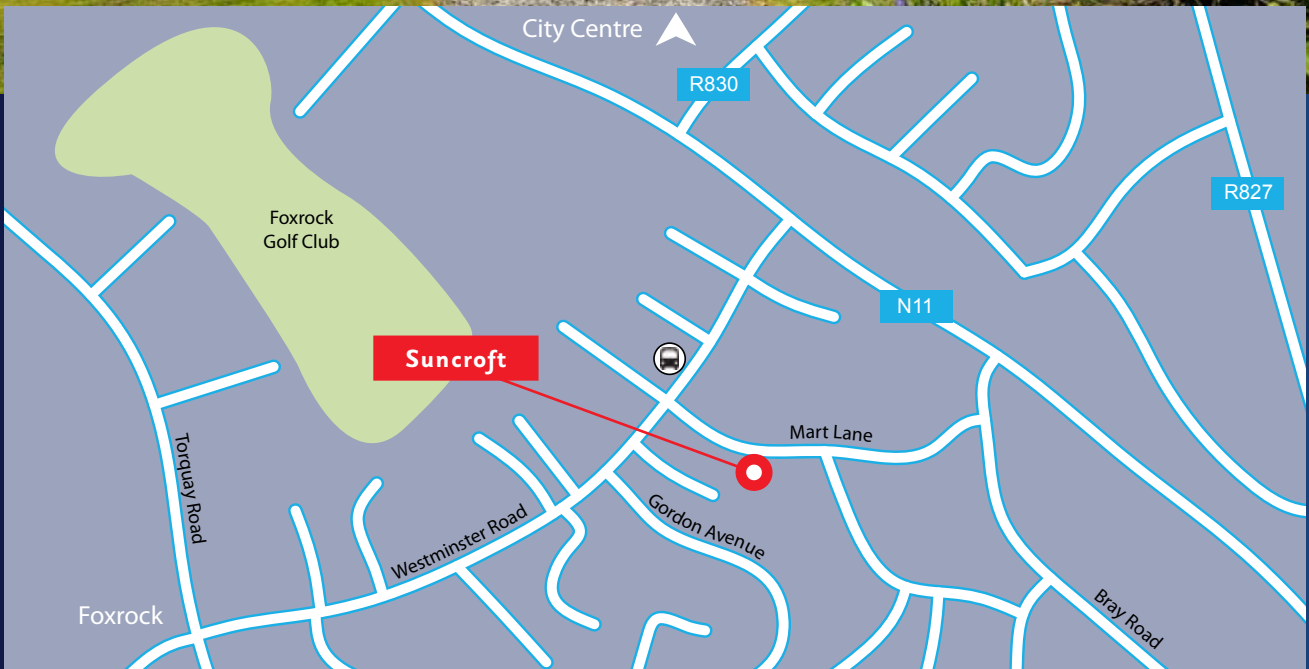 City Centre
R830
R827
Foxrock
Golf Club
N11
Suncroft
Mart Lane
Torquay Road
Gordon Avenue
Westminster Road
Bray Road
Foxrock